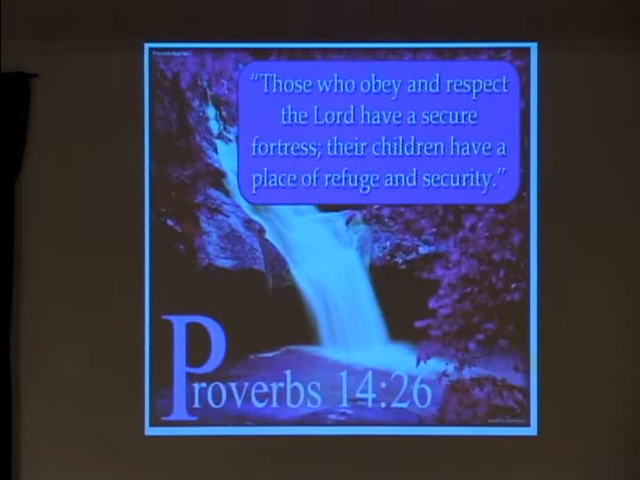 “Those who obey and respect
the Lord have a secure
fortress; their children have a
place of refuge and security.”
Proverbs 14:26